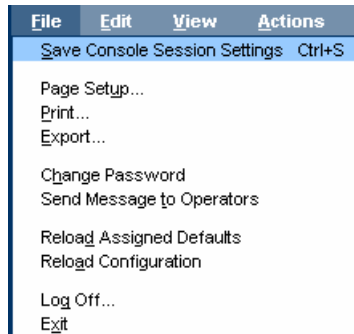 File Edit View Actions
Save Console Session Settings Ctrl+S
Page Setup...
Print...
Export...
Change Password
Send Message to Operators
Reload Assigned Defaults
Reload Configuration
Log Off...
Exit